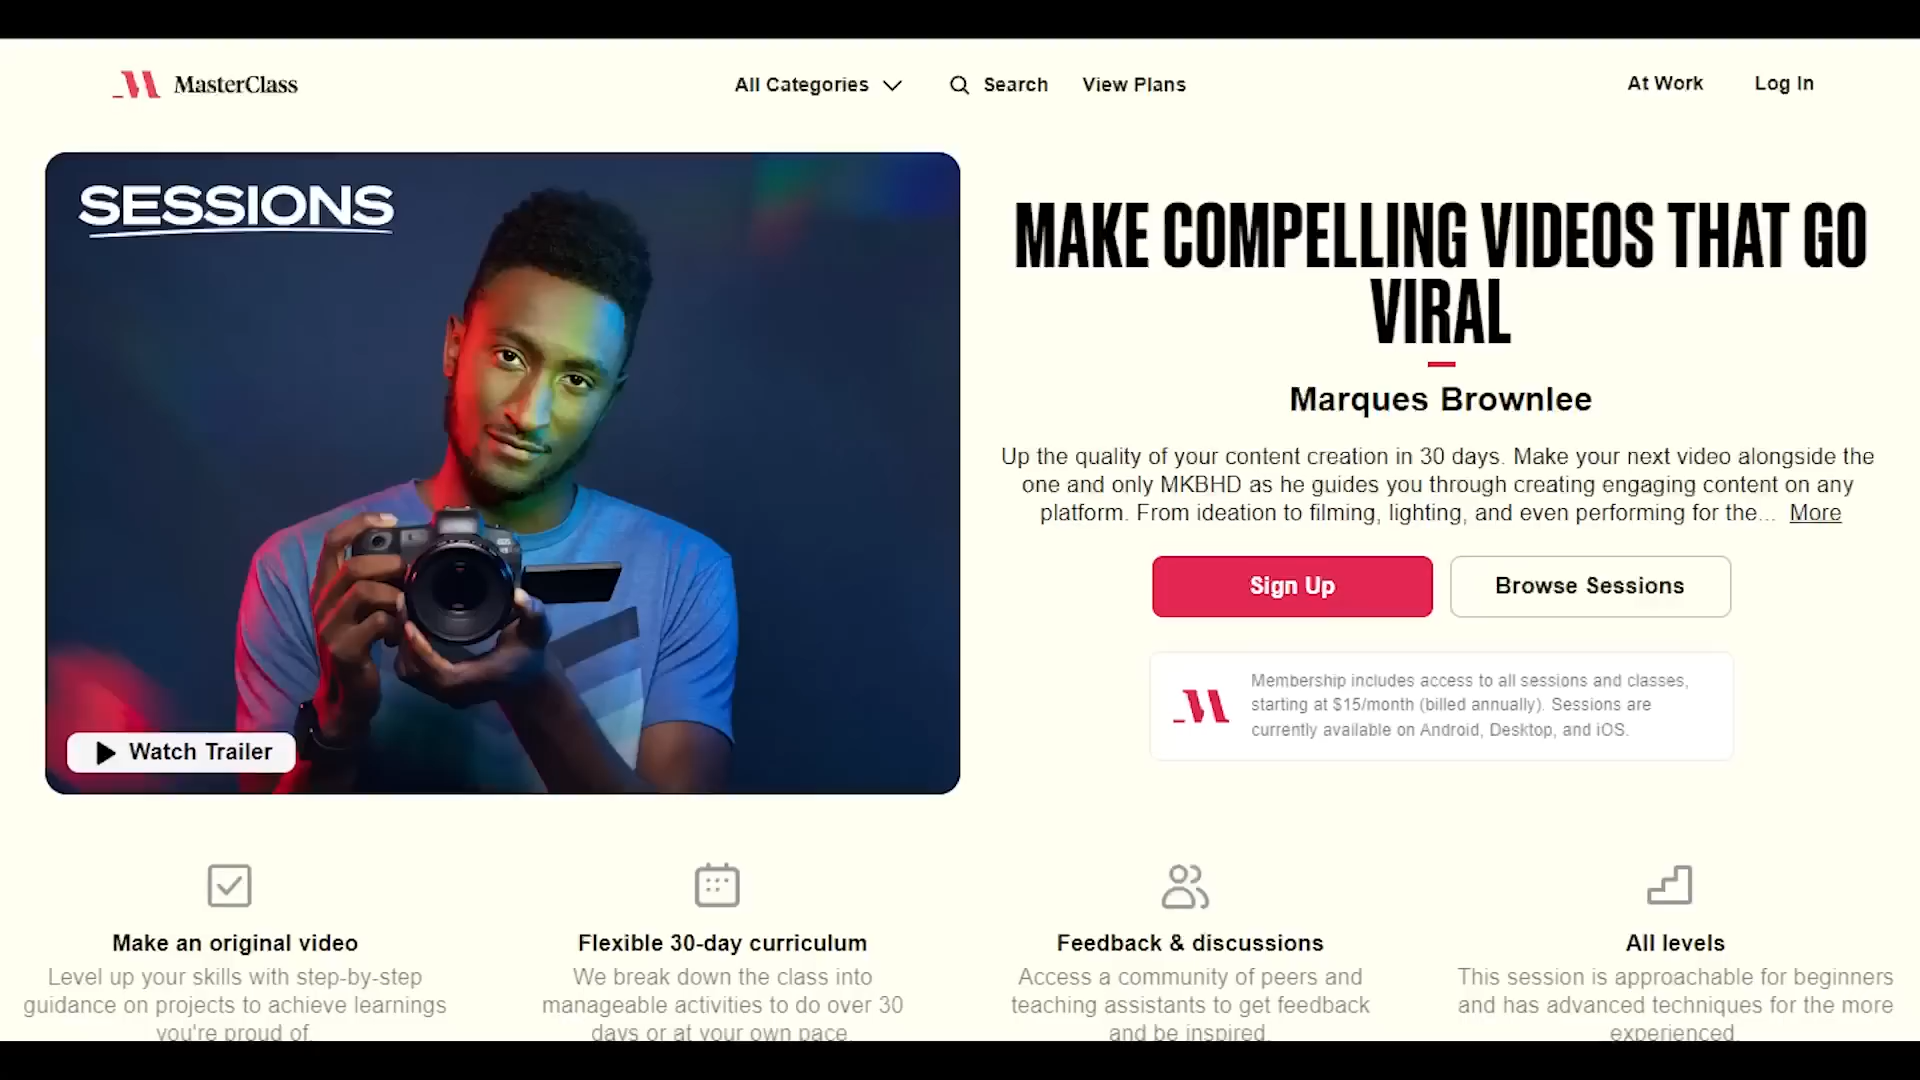 MasterClass
All Categories
Search
View Plans
At Work
Log In
SESSIONS
Watch Trailer
MAKE COMPELLING VIDEOS THAT GO
VIRAL
Marques Brownlee
Up the quality of your content creation in 30 days. Make your next video alongside the
one and only MKBHD as he guides you through creating engaging content on any
platform. From ideation to filming, lighting, and even performing for the... More
Sign Up
Browse Sessions
Membership includes access to all sessions and classes,
starting at $15/month (billed annually). Sessions are
currently available on Android, Desktop, and iOS.
Make an original video
Level up your skills with step-by-step
guidance on projects to achieve learnings
you're proud of.
Flexible 30-day curriculum
We break down the class into
manageable activities to do over 30
days or at your own pace.
Feedback & discussions
Access a community of peers and
teaching assistants to get feedback
and be inspired.
All levels
This session is approachable for beginners
and has advanced techniques for the more
experienced.